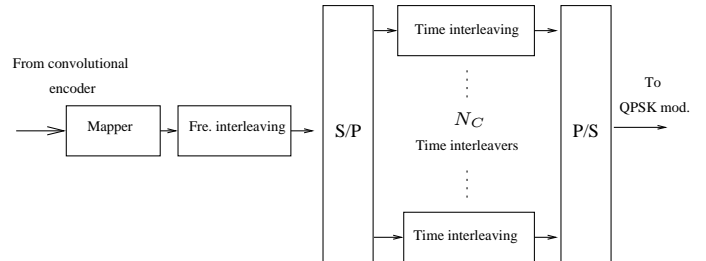 From convolutional
encoder
Mapper
Fre. interleaving
S/P
Time interleaving
N_C
Time interleavers
Time interleaving
P/S
To
QPSK mod.